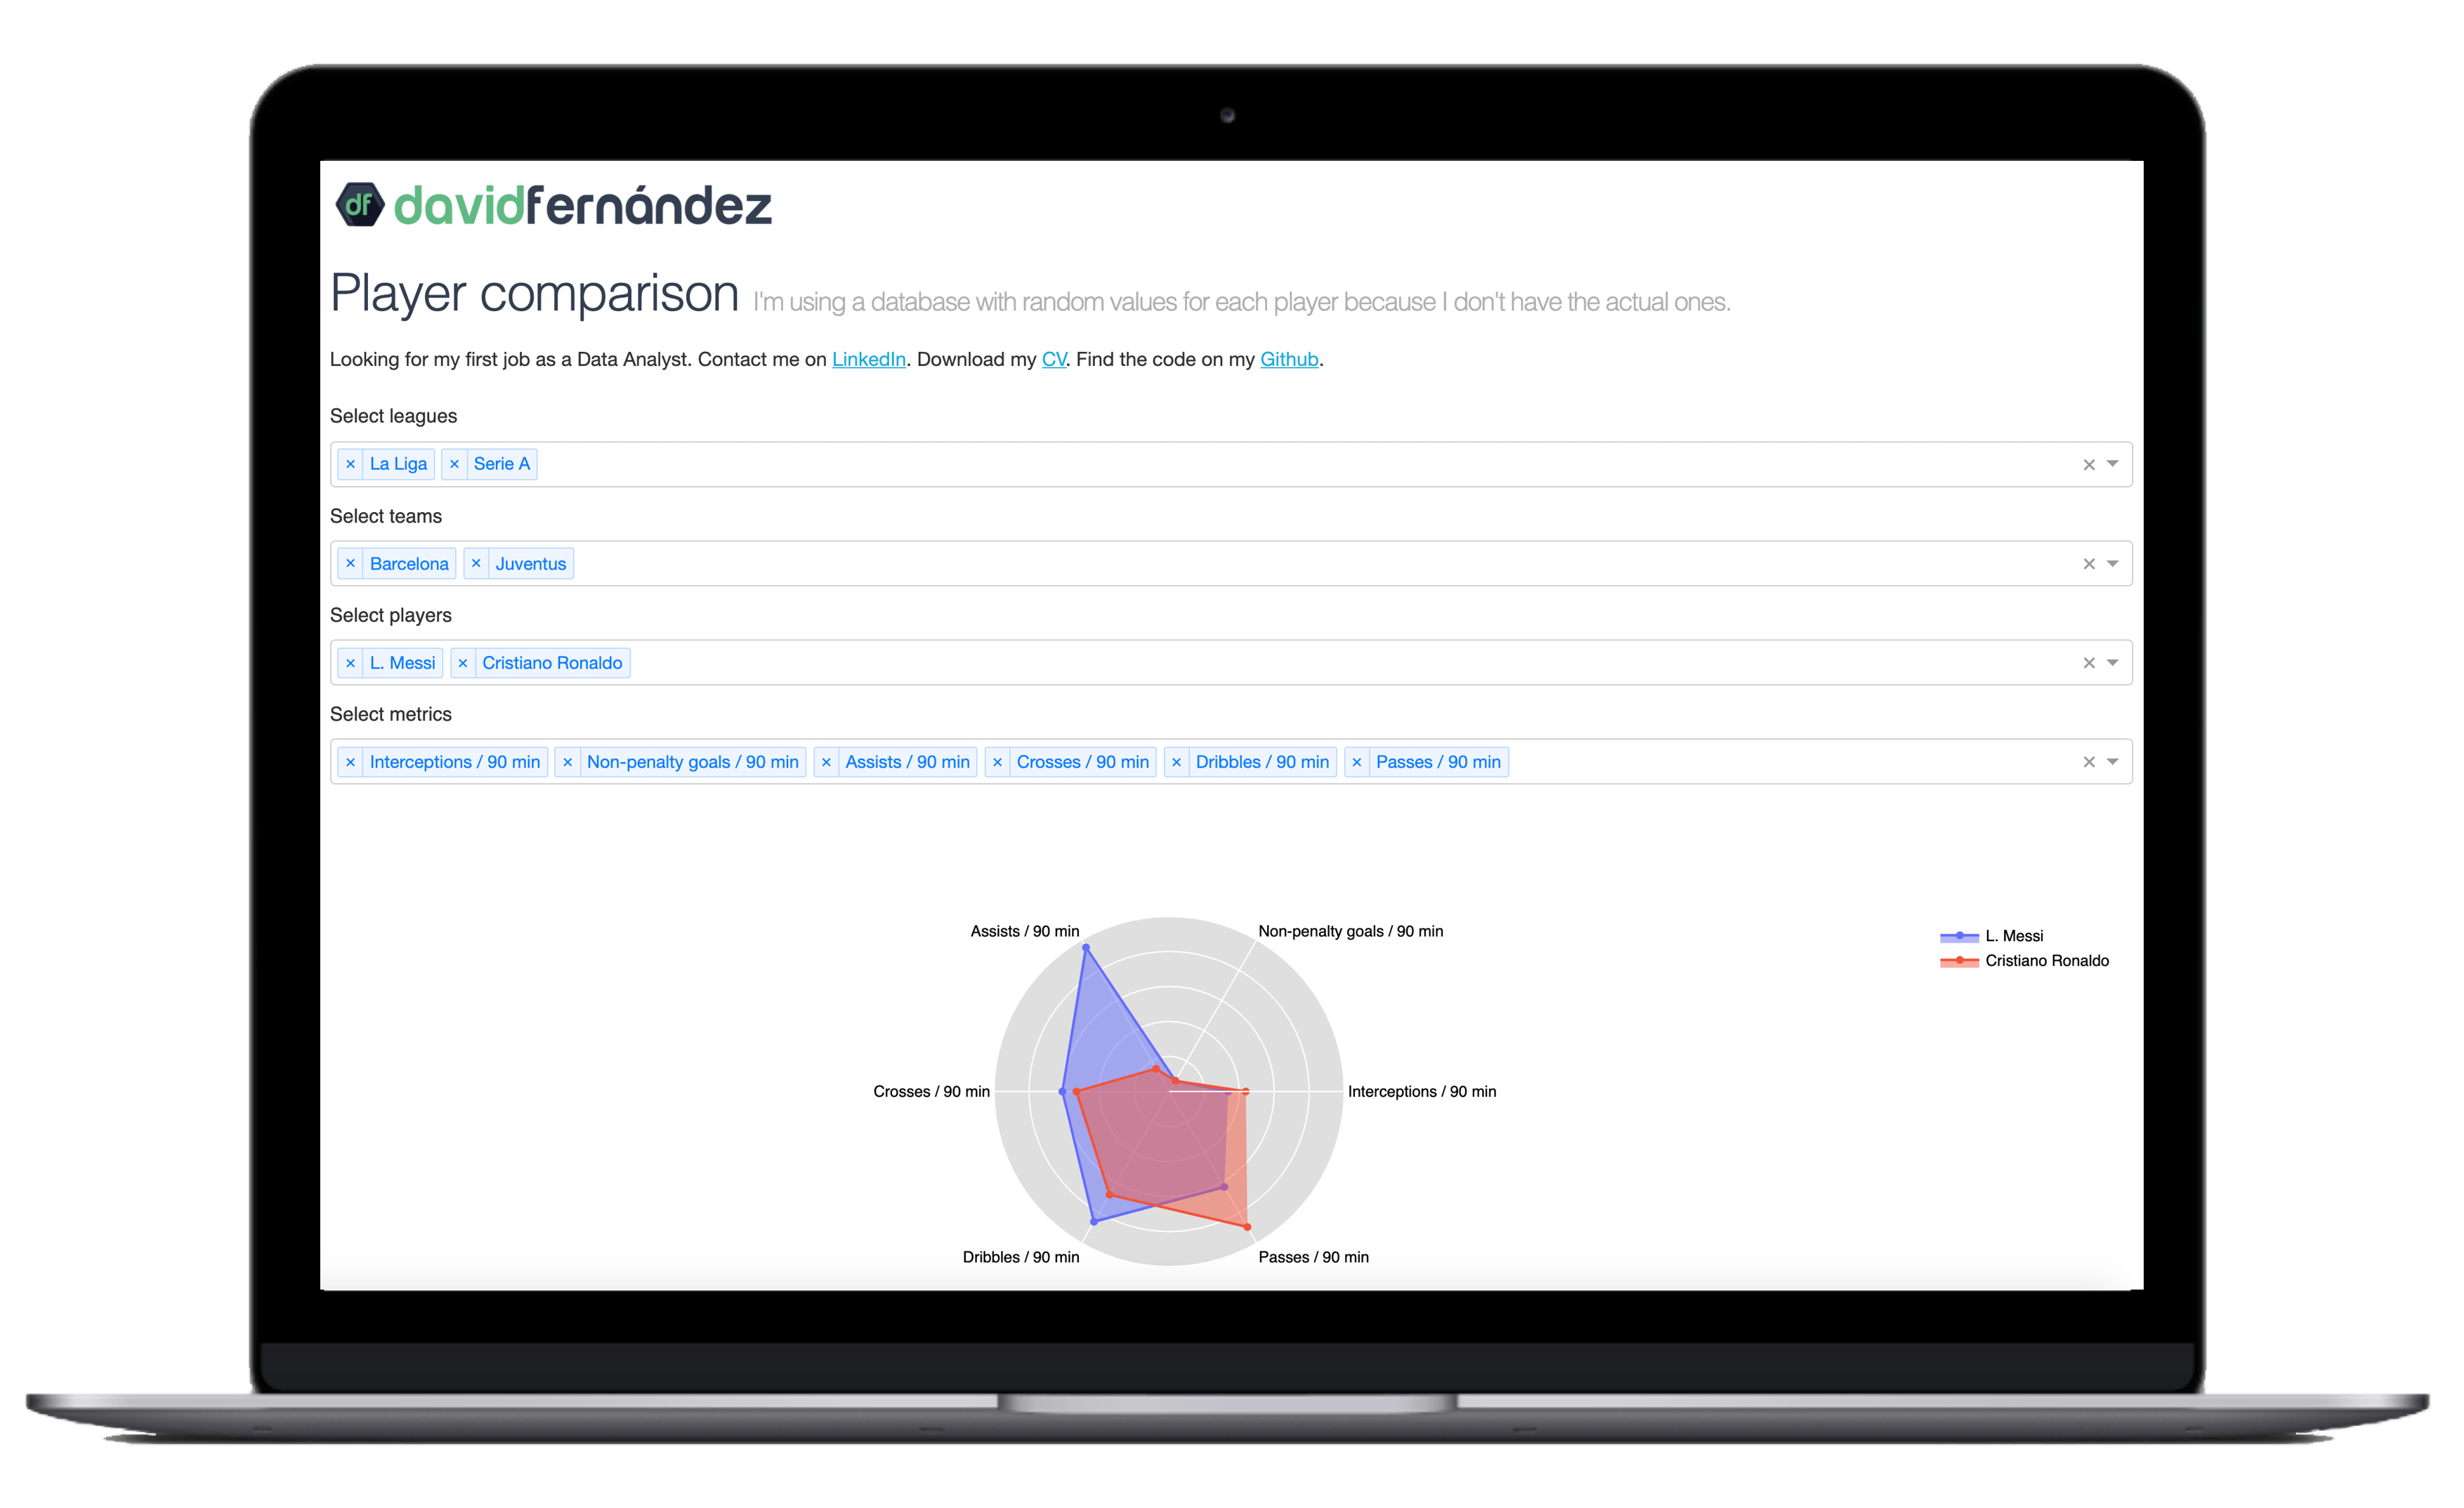 df davidfernández
Player comparison I'm using a database with random values for each player because I don't have the actual ones.
Looking for my first job as a Data Analyst. Contact me on LinkedIn. Download my CV. Find the code on my Github.
Select leagues
× La Liga × Serie A
Select teams
× Barcelona × Juventus
Select players
× L. Messi × Cristiano Ronaldo
Select metrics
× Interceptions / 90 min × Non-penalty goals / 90 min × Assists / 90 min × Crosses / 90 min × Dribbles / 90 min × Passes / 90 min
Assists / 90 min
Non-penalty goals / 90 min
L. Messi
Cristiano Ronaldo
Crosses / 90 min
Interceptions / 90 min
Dribbles / 90 min
Passes / 90 min